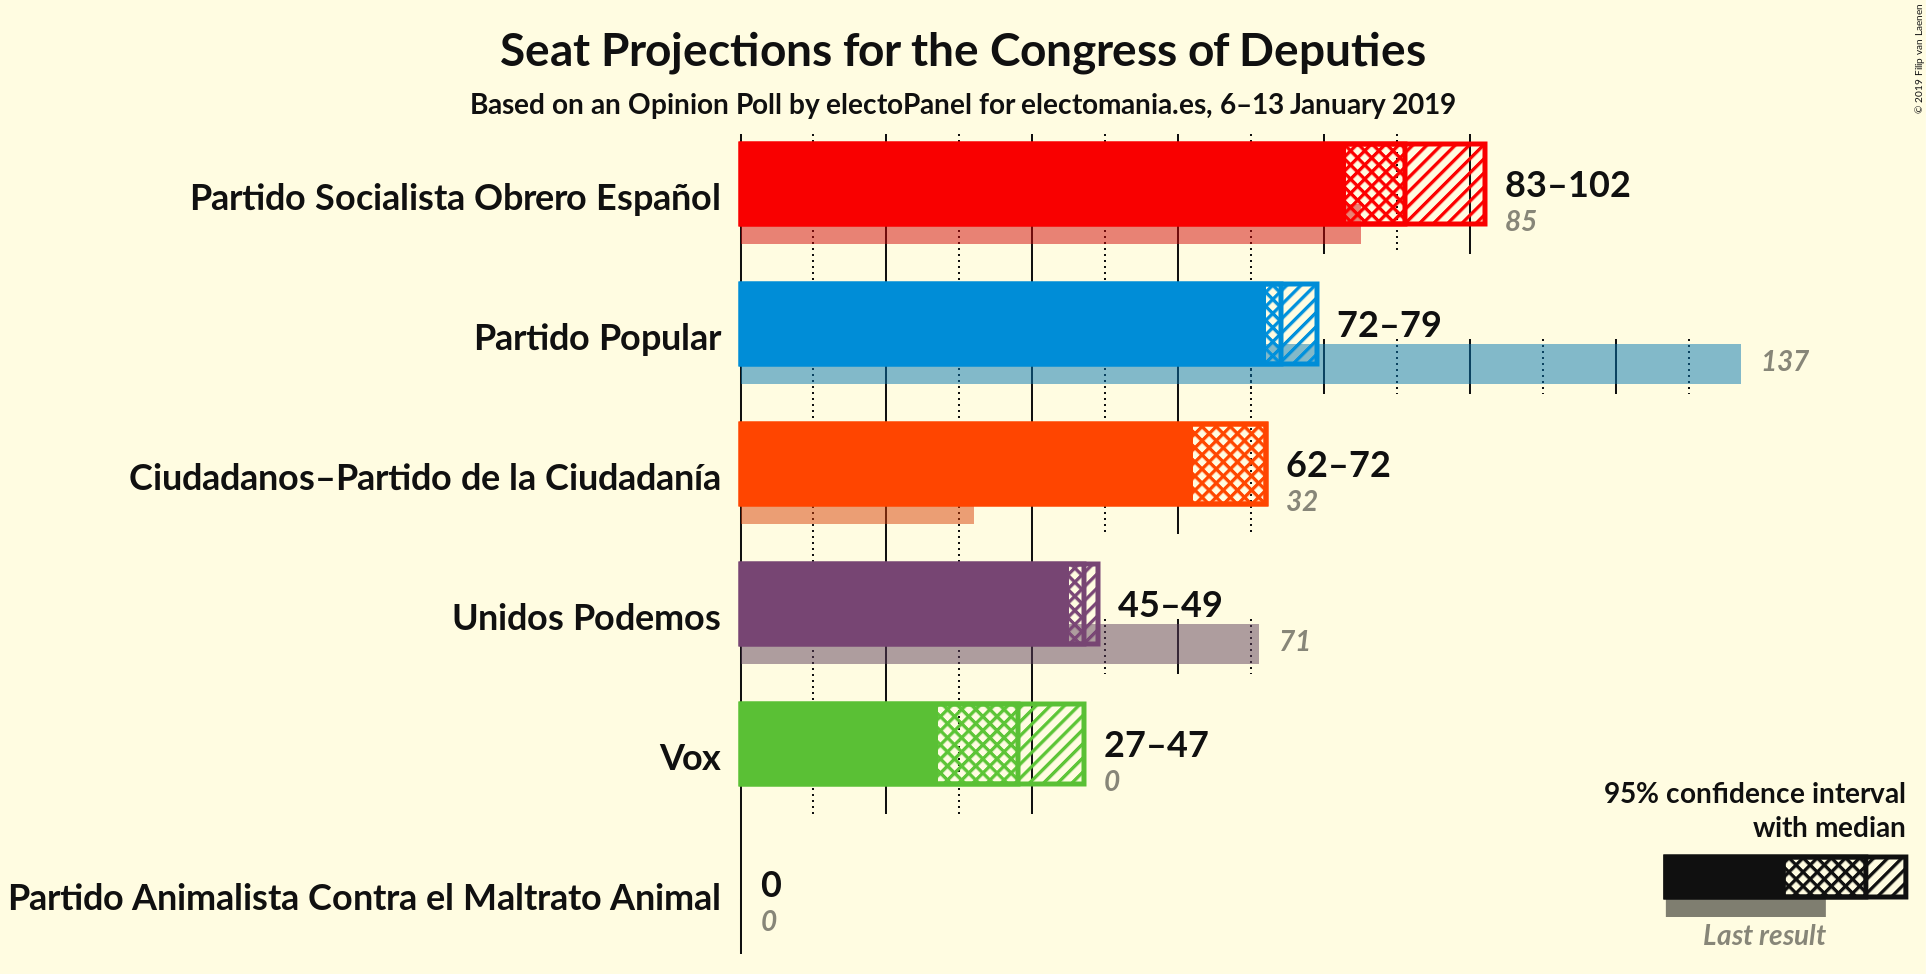 Seat Projections for the Congress of Deputies
Based on an Opinion Poll by electoPanel for electomania.es, 6–13 January 2019
© 2019 Filip van Laenen
Partido Socialista Obrero Español
83–102
85
Partido Popular
72–79
137
Ciudadanos–Partido de la Ciudadanía
62–72
32
Unidos Podemos
45–49
71
Vox
27–47
0
Partido Animalista Contra el Maltrato Animal
0
0
95% confidence interval
with median
Last result